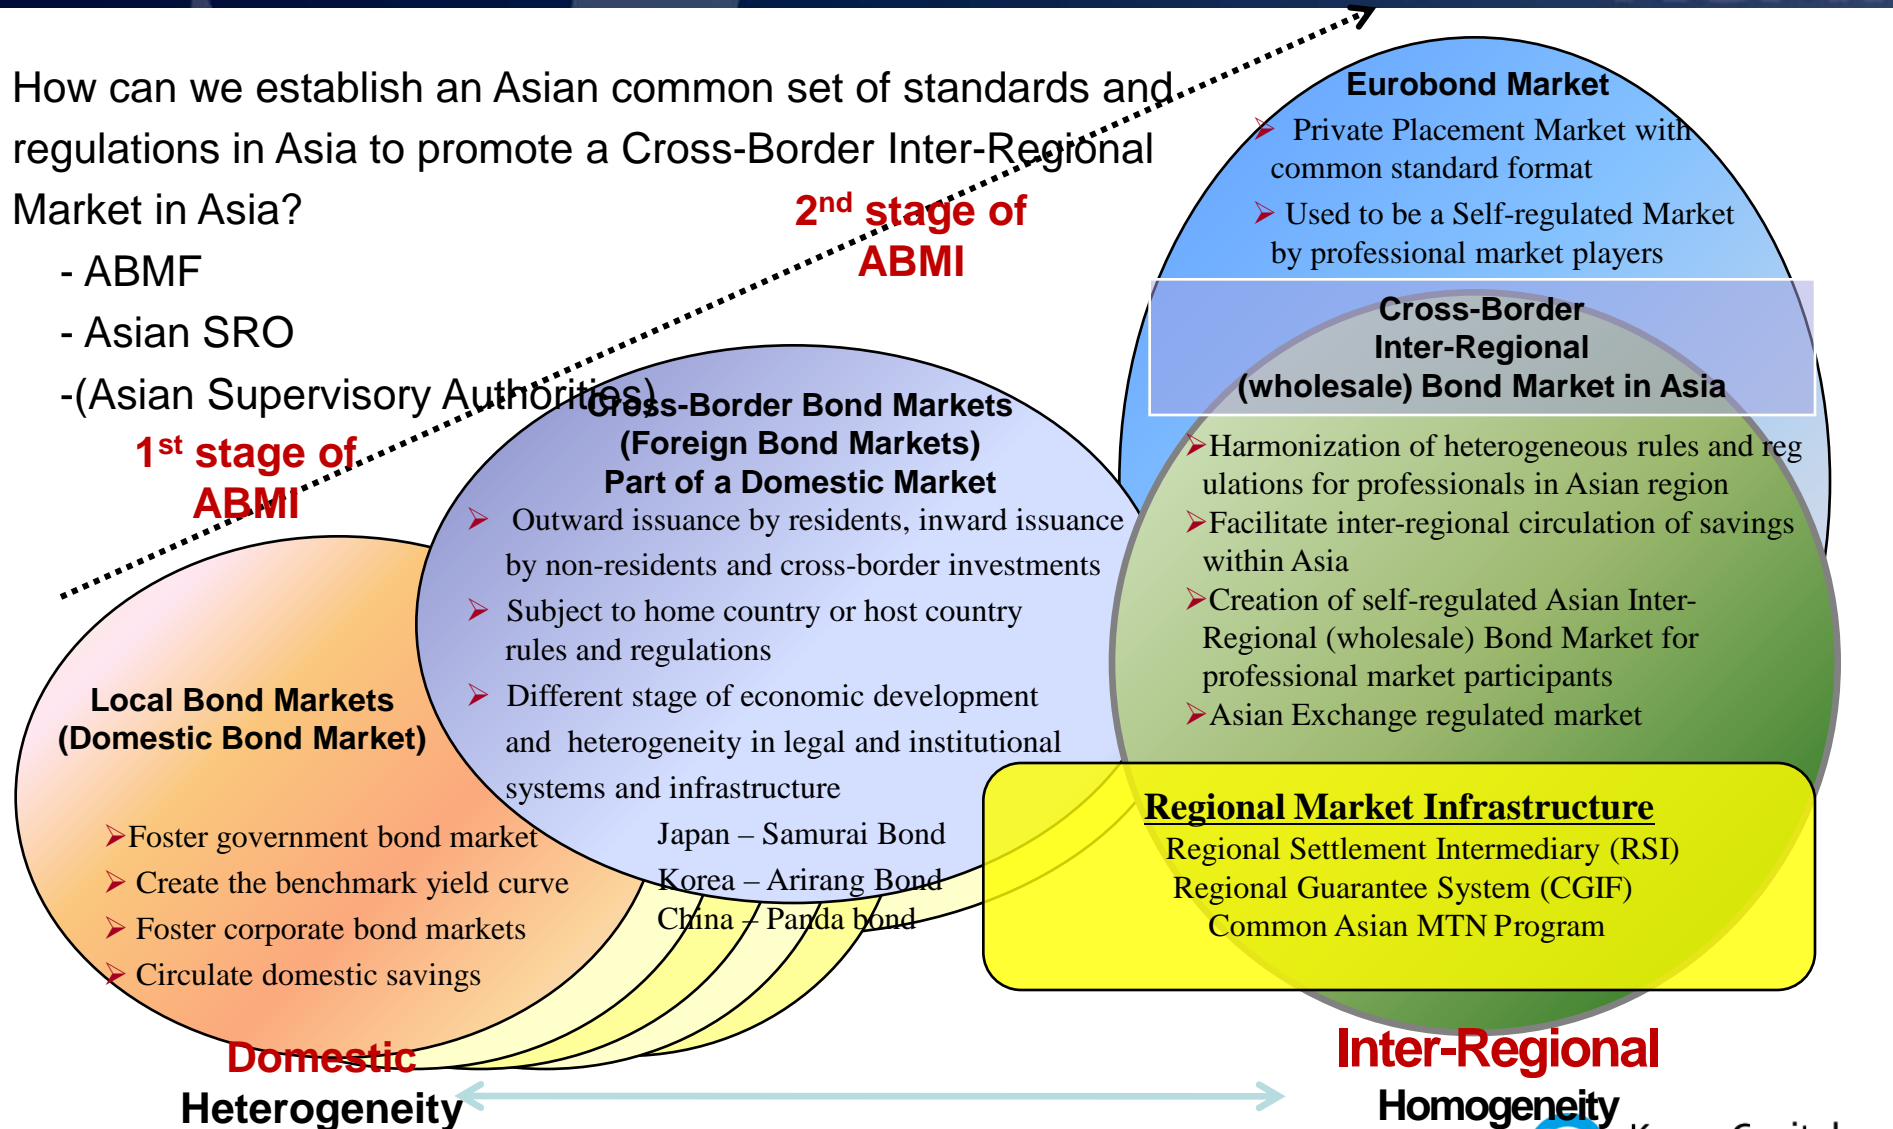 How can we establish an Asian common set of standards and
regulations in Asia to promote a Cross-Border Inter-Regional
Market in Asia?
- ABMF
- Asian SRO
-(Asian Supervisory Authorities)
1st stage of
ABMI
2nd stage of
ABMI
Eurobond Market
➢ Private Placement Market with
common standard format
➢ Used to be a Self-regulated Market
by professional market players
Cross-Border
Inter-Regional
(wholesale) Bond Market in Asia
➢Harmonization of heterogeneous rules and reg
ulations for professionals in Asian region
➢Facilitate inter-regional circulation of savings
within Asia
➢Creation of self-regulated Asian Inter-
Regional (wholesale) Bond Market for
professional market participants
➢Asian Exchange regulated market
Cross-Border Bond Markets
(Foreign Bond Markets)
Part of a Domestic Market
➢ Outward issuance by residents, inward issuance
by non-residents and cross-border investments
➢ Subject to home country or host country
rules and regulations
➢ Different stage of economic development
and heterogeneity in legal and institutional
systems and infrastructure
Japan – Samurai Bond
Korea – Arirang Bond
China – Panda bond
Local Bond Markets
(Domestic Bond Market)
➢Foster government bond market
➢ Create the benchmark yield curve
➢ Foster corporate bond markets
➢ Circulate domestic savings
Regional Market Infrastructure
Regional Settlement Intermediary (RSI)
Regional Guarantee System (CGIF)
Common Asian MTN Program
Domestic
Heterogeneity
Inter-Regional
Homogeneity